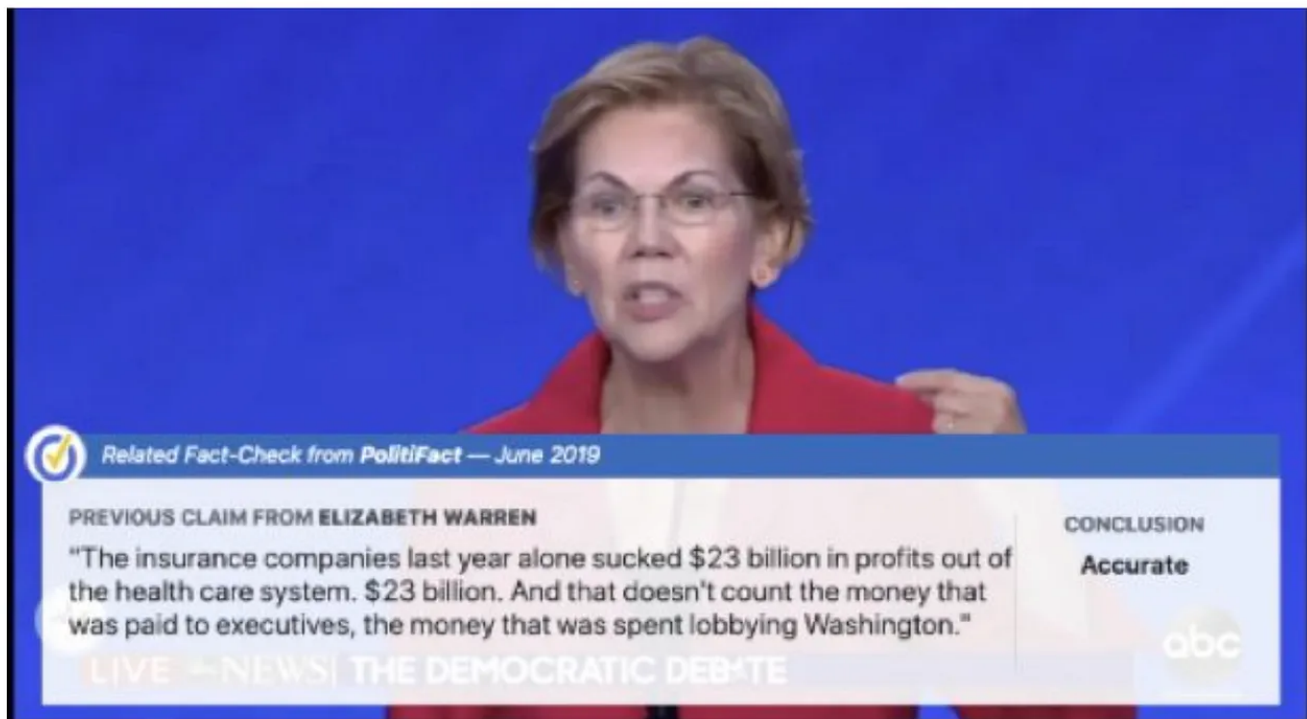 Related Fact-Check from PolitiFact — June 2019
PREVIOUS CLAIM FROM ELIZABETH WARREN
"The insurance companies last year alone sucked $23 billion in profits out of
the health care system. $23 billion. And that doesn't count the money that
was paid to executives, the money that was spent lobbying Washington."
CONCLUSION
Accurate
abc
LIVE NEWS THE DEMOCRATIC DEBATE